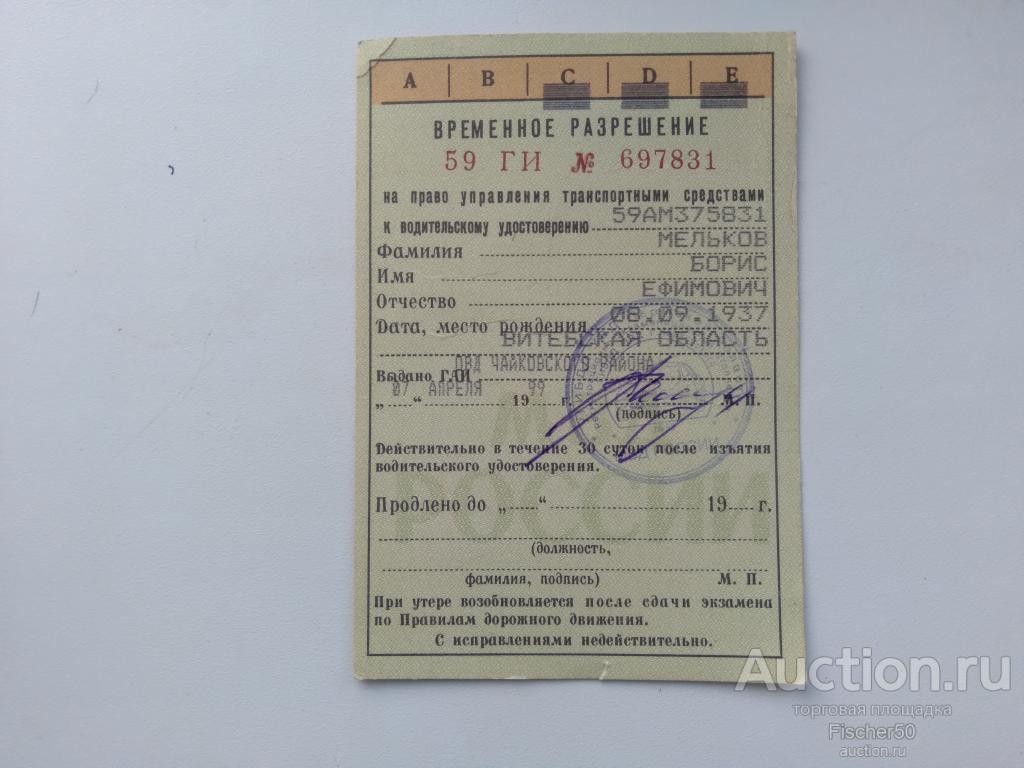 A B C D E
ВРЕМЕННОЕ РАЗРЕШЕНИЕ
59 ГИ № 697831
на право управления транспортными средствами
к водительскому удостоверению 59АМ375831
Фамилия МЕЛЬКОВ
Имя БОРИС
Отчество ЕФИМОВИЧ
Дата, место рождения 08.09.1937
ВИТЕБСКАЯ ОБЛАСТЬ
Выдано ГАИ ОВД ЧАЙКОВСКОГО РАЙОНА
„07“ АПРЕЛЯ 1999 г.
(подпись) М. П.
Действительно в течение 30 суток после изъятия
водительского удостоверения.
РОССИИ
Продлено до „ “ 19 г.
(должность,
фамилия, подпись) М. П.
При утере возобновляется после сдачи экзамена
по Правилам дорожного движения.
С исправлениями недействительно.
Auction.ru
торговая площадка
Fischer50
auction.ru